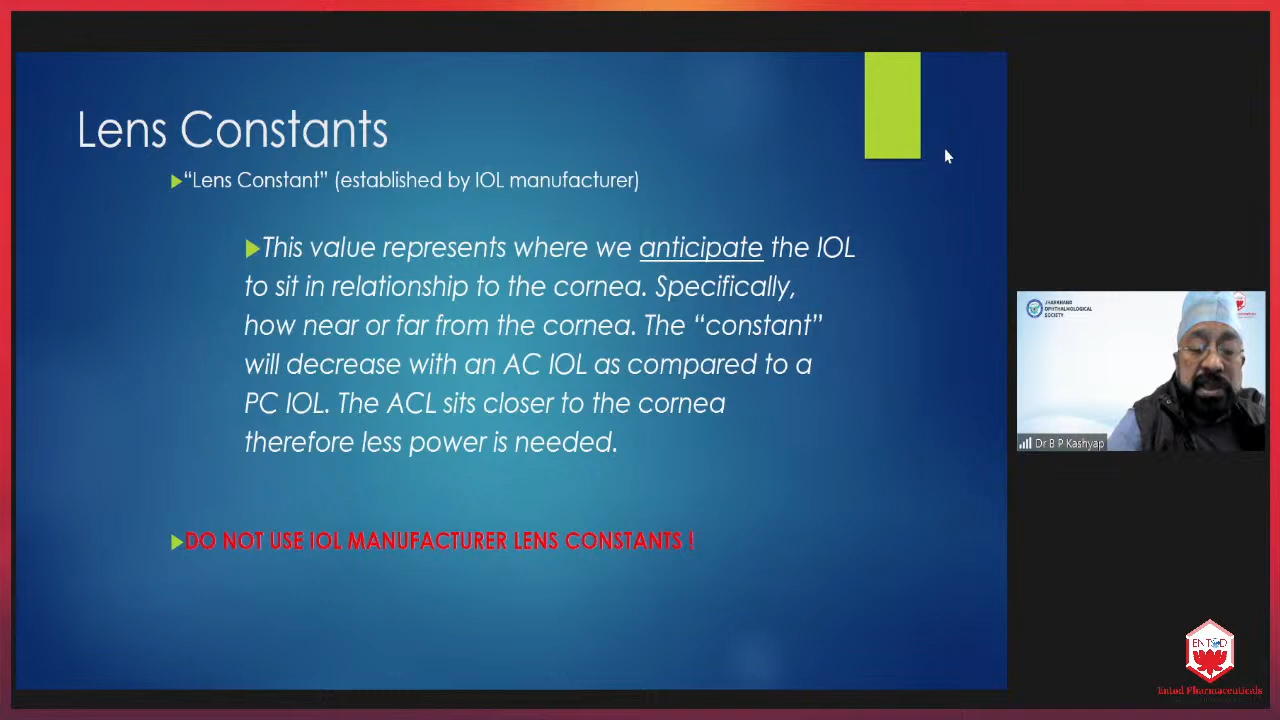 Lens Constants
“Lens Constant” (established by IOL manufacturer)
This value represents where we anticipate the IOL
to sit in relationship to the cornea. Specifically,
how near or far from the cornea. The “constant”
will decrease with an AC IOL as compared to a
PC IOL. The ACL sits closer to the cornea
therefore less power is needed.
DO NOT USE IOL MANUFACTURER LENS CONSTANTS !
JHARKHAND
OPHTHALMOLOGICAL
SOCIETY
Dr B P Kashyap
ENTOD
Entod Pharmaceuticals